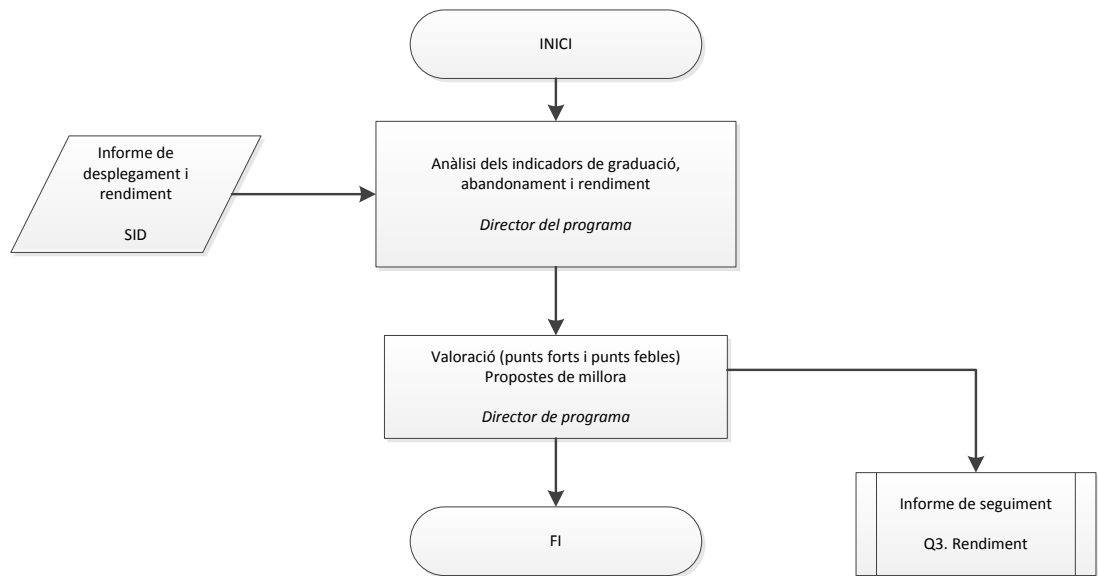 INICI
Informe de
desplegament i
rendiment
SID
Anàlisi dels indicadors de graduació,
abandonament i rendiment
Director del programa
Valoració (punts forts i punts febles)
Propostes de millora
Director de programa
Informe de seguiment
Q3. Rendiment
FI